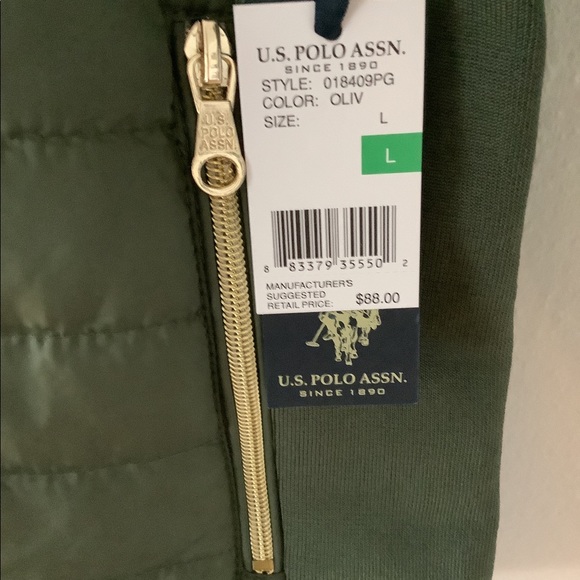 U.S. POLO ASSN.
SINCE 1890
STYLE: 018409PG
COLOR: OLIV
SIZE: L
L
8 83379 35550 2
MANUFACTURER'S
SUGGESTED
RETAIL PRICE: $88.00
U.S. POLO ASSN.
SINCE 1890
U.S.
POLO
ASSN.